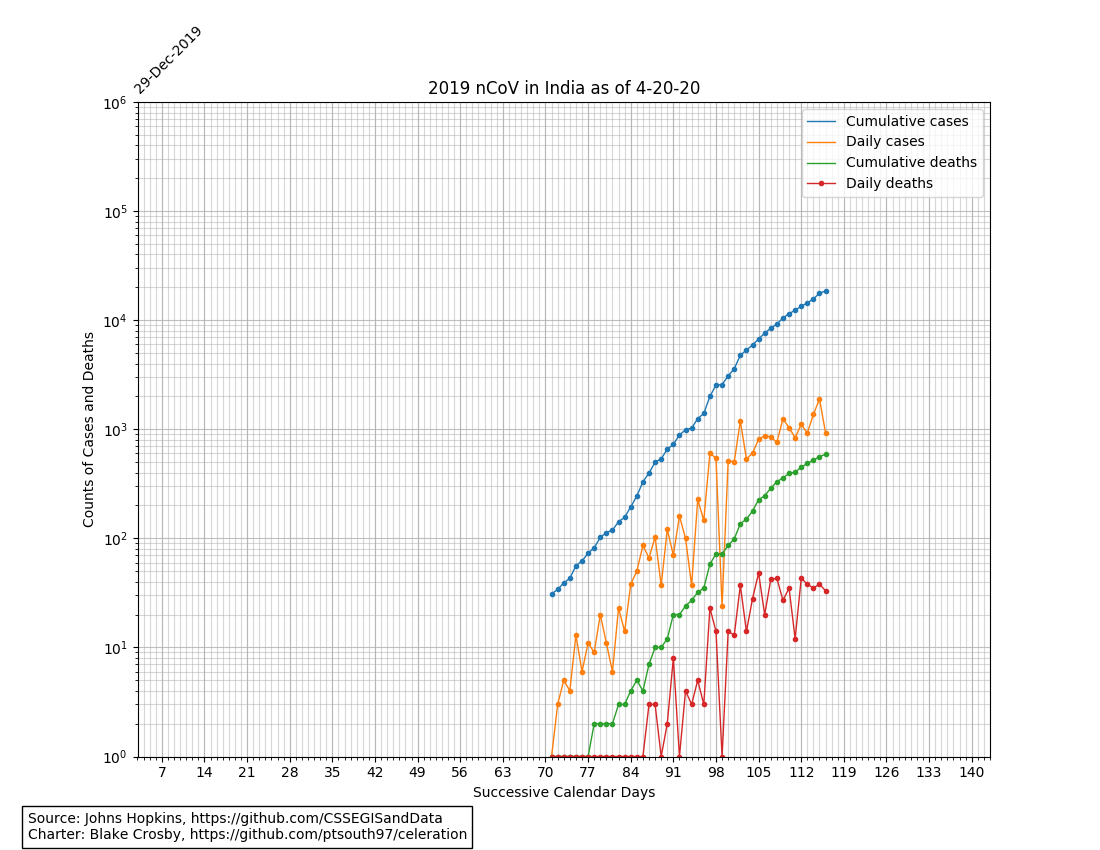 29-Dec-2019
2019 nCoV in India as of 4-20-20
10^6
10^5
10^4
10^3
10^2
10^1
10^0
Counts of Cases and Deaths
Cumulative cases
Daily cases
Cumulative deaths
Daily deaths
7 14 21 28 35 42 49 56 63 70 77 84 91 98 105 112 119 126 133 140
Successive Calendar Days
Source: Johns Hopkins, https://github.com/CSSEGISandData
Charter: Blake Crosby, https://github.com/ptsouth97/celeration